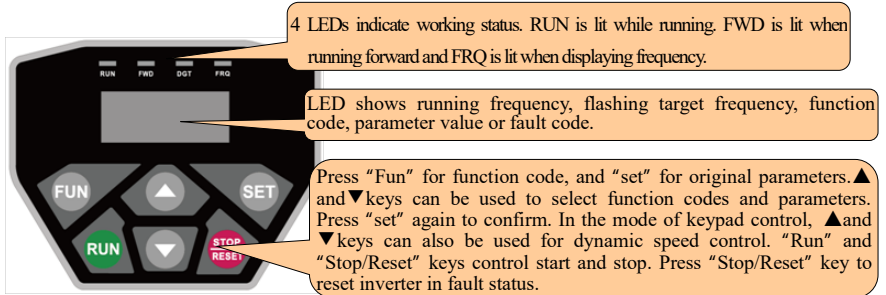 4 LEDs indicate working status. RUN is lit while running. FWD is lit when
running forward and FRQ is lit when displaying frequency.
RUN FWD DGT FRQ
LED shows running frequency, flashing target frequency, function
code, parameter value or fault code.
Press “Fun” for function code, and “set” for original parameters.▲
and▼keys can be used to select function codes and parameters.
Press “set” again to confirm. In the mode of keypad control, ▲and
▼keys can also be used for dynamic speed control. “Run” and
“Stop/Reset” keys control start and stop. Press “Stop/Reset” key to
reset inverter in fault status.
FUN
SET
RUN
STOP
RESET